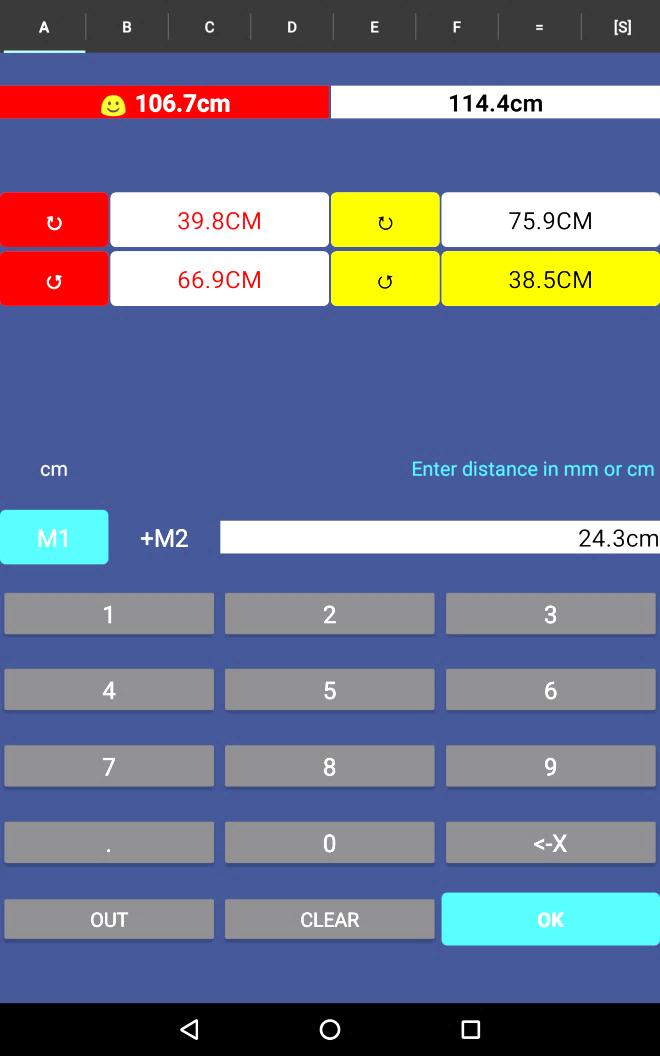 A B C D E F = [S]
106.7cm 114.4cm
↻ 39.8CM ↻ 75.9CM
↺ 66.9CM ↺ 38.5CM
cm Enter distance in mm or cm
M1 +M2 24.3cm
1 2 3
4 5 6
7 8 9
. 0 <-X
OUT CLEAR OK